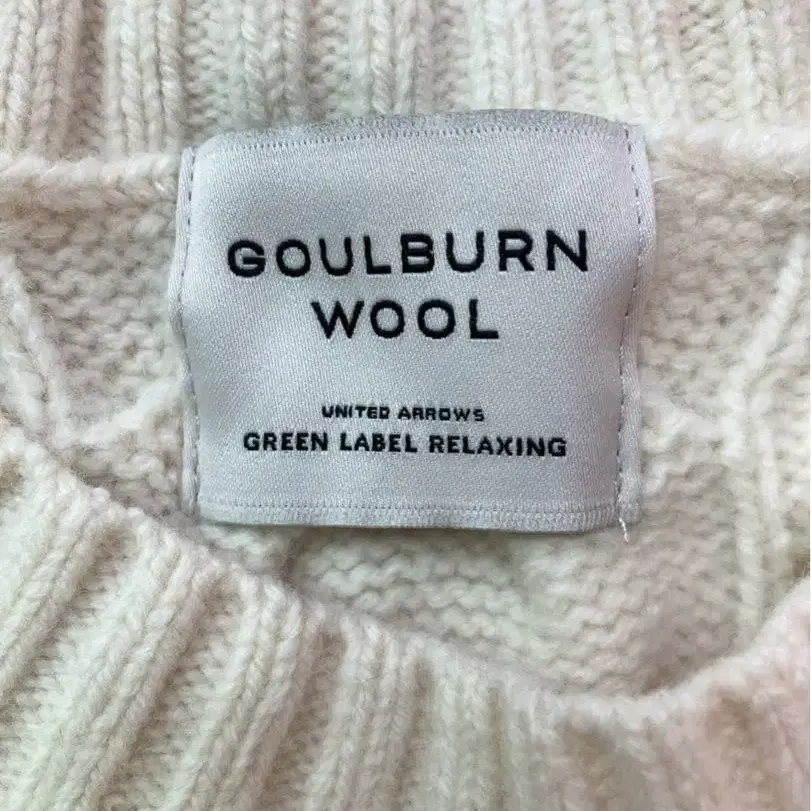 GOULBURN
WOOL
UNITED ARROWS
GREEN LABEL RELAXING